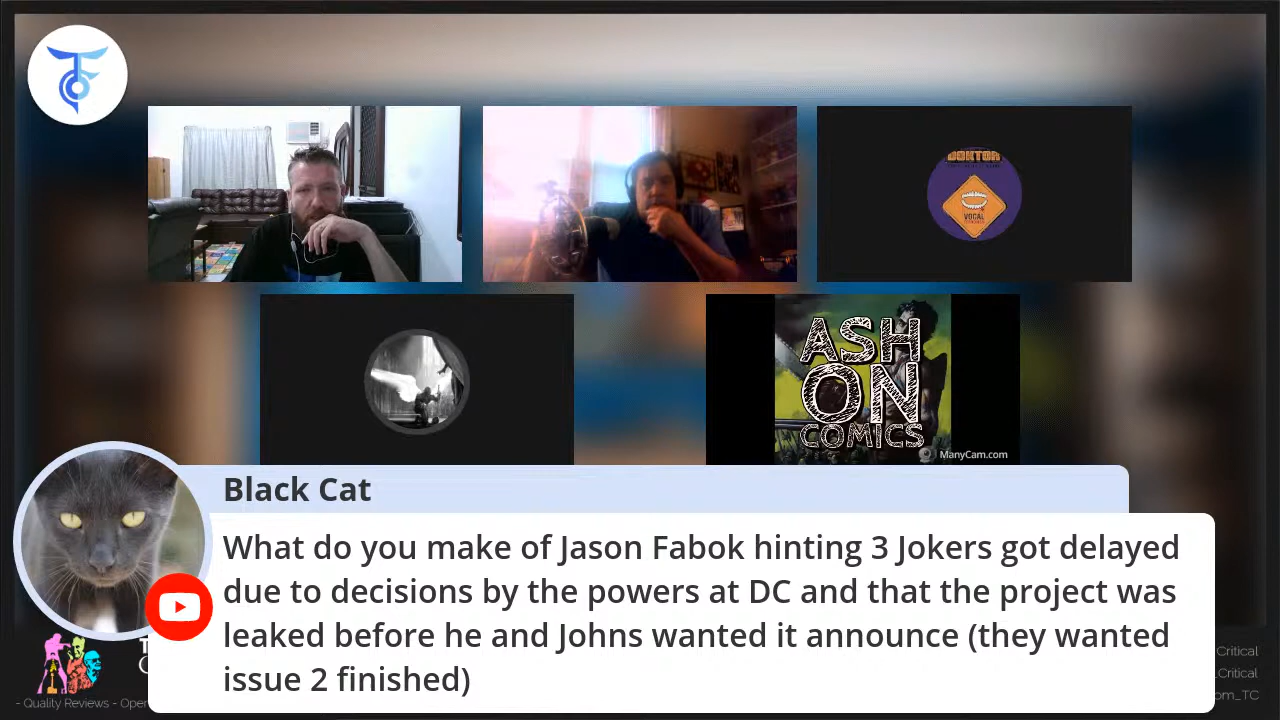 DOKTOR
VOCAL
ASH
ON
COMICS
ManyCam.com
Black Cat
What do you make of Jason Fabok hinting 3 Jokers got delayed
due to decisions by the powers at DC and that the project was
leaked before he and Johns wanted it announce (they wanted
issue 2 finished)
Critical
_Critical
om_TC
- Quality Reviews - Open